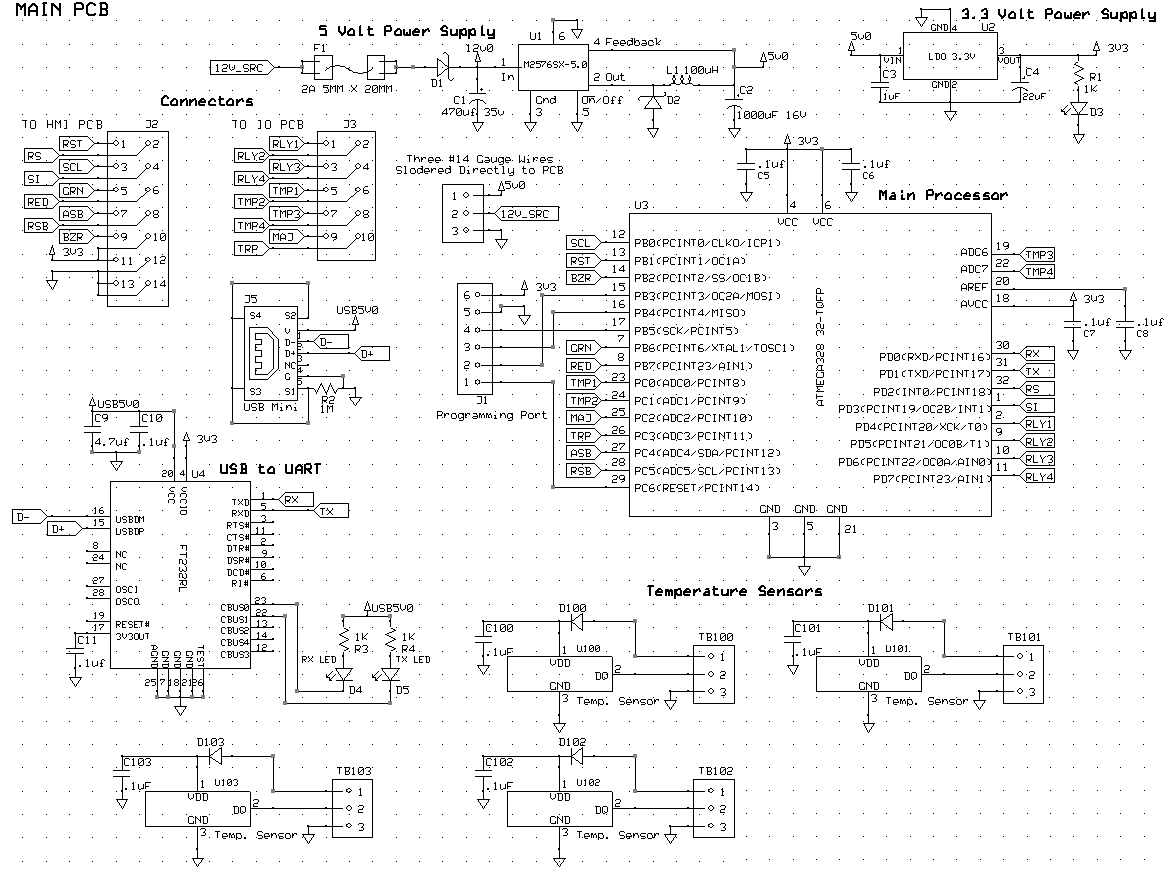 MAIN PCB
5 Volt Power Supply
3.3 Volt Power Supply
12V_SRC
F1
2A 5MM X 20MM
D1
12v0
C1
470uf 35v
U1
6
1
In
M2576SX-5.0
4 Feedback
2 Out
Gnd
3
On/Off
5
L1 100uH
D2
5v0
C2
1000uF 16V
5v0
C3
1uF
GND 4
U2
1
VIN
LDO 3.3V
3
VOUT
GND2
C4
22uF
3V3
R1
1K
D3
Connectors
TO HMI PCB
J2
RST
RS
SCL
SI
GRN
RED
ASB
RSB
BZR
3V3
1
2
3
4
5
6
7
8
9
10
11
12
13
14
TO IO PCB
J3
RLY1
RLY2
RLY3
RLY4
TMP1
TMP2
TMP3
TMP4
MAJ
TRP
1
2
3
4
5
6
7
8
9
10
Three #14 Gauge Wires
Slodered Directly to PCB
1
2
3
5v0
12V_SRC
J5
S4
S2
V
D-
D+
NC
G
S3
S1
USB Mini
USB5V0
D-
D+
R2
1M
6
5
4
3
2
1
3V3
J1
Programming Port
Main Processor
3V3
.1uf
C5
.1uf
C6
U3
4
VCC
6
VCC
ATMEGA328 32-TQFP
SCL
12
PB0(PCINT0/CLKO/ICP1)
RST
13
PB1(PCINT1/OC1A)
BZR
14
PB2(PCINT2/SS/OC1B)
15
PB3(PCINT3/OC2A/MOSI)
16
PB4(PCINT4/MISO)
17
PB5(SCK/PCINT5)
GRN
7
PB6(PCINT6/XTAL1/TOSC1)
RED
8
PB7(PCINT23/AIN1)
TMP1
23
PC0(ADC0/PCINT8)
TMP2
24
PC1(ADC1/PCINT9)
MAJ
25
PC2(ADC2/PCINT10)
TRP
26
PC3(ADC3/PCINT11)
ASB
27
PC4(ADC4/SDA/PCINT12)
RSB
28
PC5(ADC5/SCL/PCINT13)
29
PC6(RESET/PCINT14)
ADC6
19
TMP3
ADC7
22
TMP4
AREF
20
AVCC
18
3V3
.1uf
C7
.1uf
C8
PD0(RXD/PCINT16)
30
RX
PD1(TXD/PCINT17)
31
TX
PD2(INT0/PCINT18)
32
RS
PD3(PCINT19/OC2B/INT1)
1
SI
PD4(PCINT20/XCK/T0)
2
RLY1
PD5(PCINT21/OC0B/T1)
9
RLY2
PD6(PCINT22/OC0A/AIN0)
10
RLY3
PD7(PCINT23/AIN1)
11
RLY4
GND
3
GND
5
GND
21
USB to UART
USB5V0
C9
4.7uf
C10
.1uf
3V3
20
4
U4
VCC
VCCIO
FT232RL
D-
16
USBDM
D+
15
USBDP
8
NC
24
NC
27
OSCI
28
OSCO
19
RESET#
17
3V3OUT
C11
.1uf
TXD
1
RX
RXD
5
TX
RTS#
3
CTS#
11
DTR#
2
DSR#
9
DCD#
10
RI#
6
CBUS0
23
CBUS1
22
CBUS2
13
CBUS4
14
CBUS3
12
AGND
GND
GND
GND
TEST
25
7
18
21
26
USB5V0
1K
R3
1K
R4
RX LED
TX LED
D4
D5
Temperature Sensors
C100
.1uF
D100
1
U100
VDD
DQ
2
GND
3
Temp. Sensor
TB100
1
2
3
C101
.1uF
D101
1
U101
VDD
DQ
2
GND
3
Temp. Sensor
TB101
1
2
3
C103
.1uF
D103
1
U103
VDD
DQ
2
GND
3
Temp. Sensor
TB103
1
2
3
C102
.1uF
D102
1
U102
VDD
DQ
2
GND
3
Temp. Sensor
TB102
1
2
3